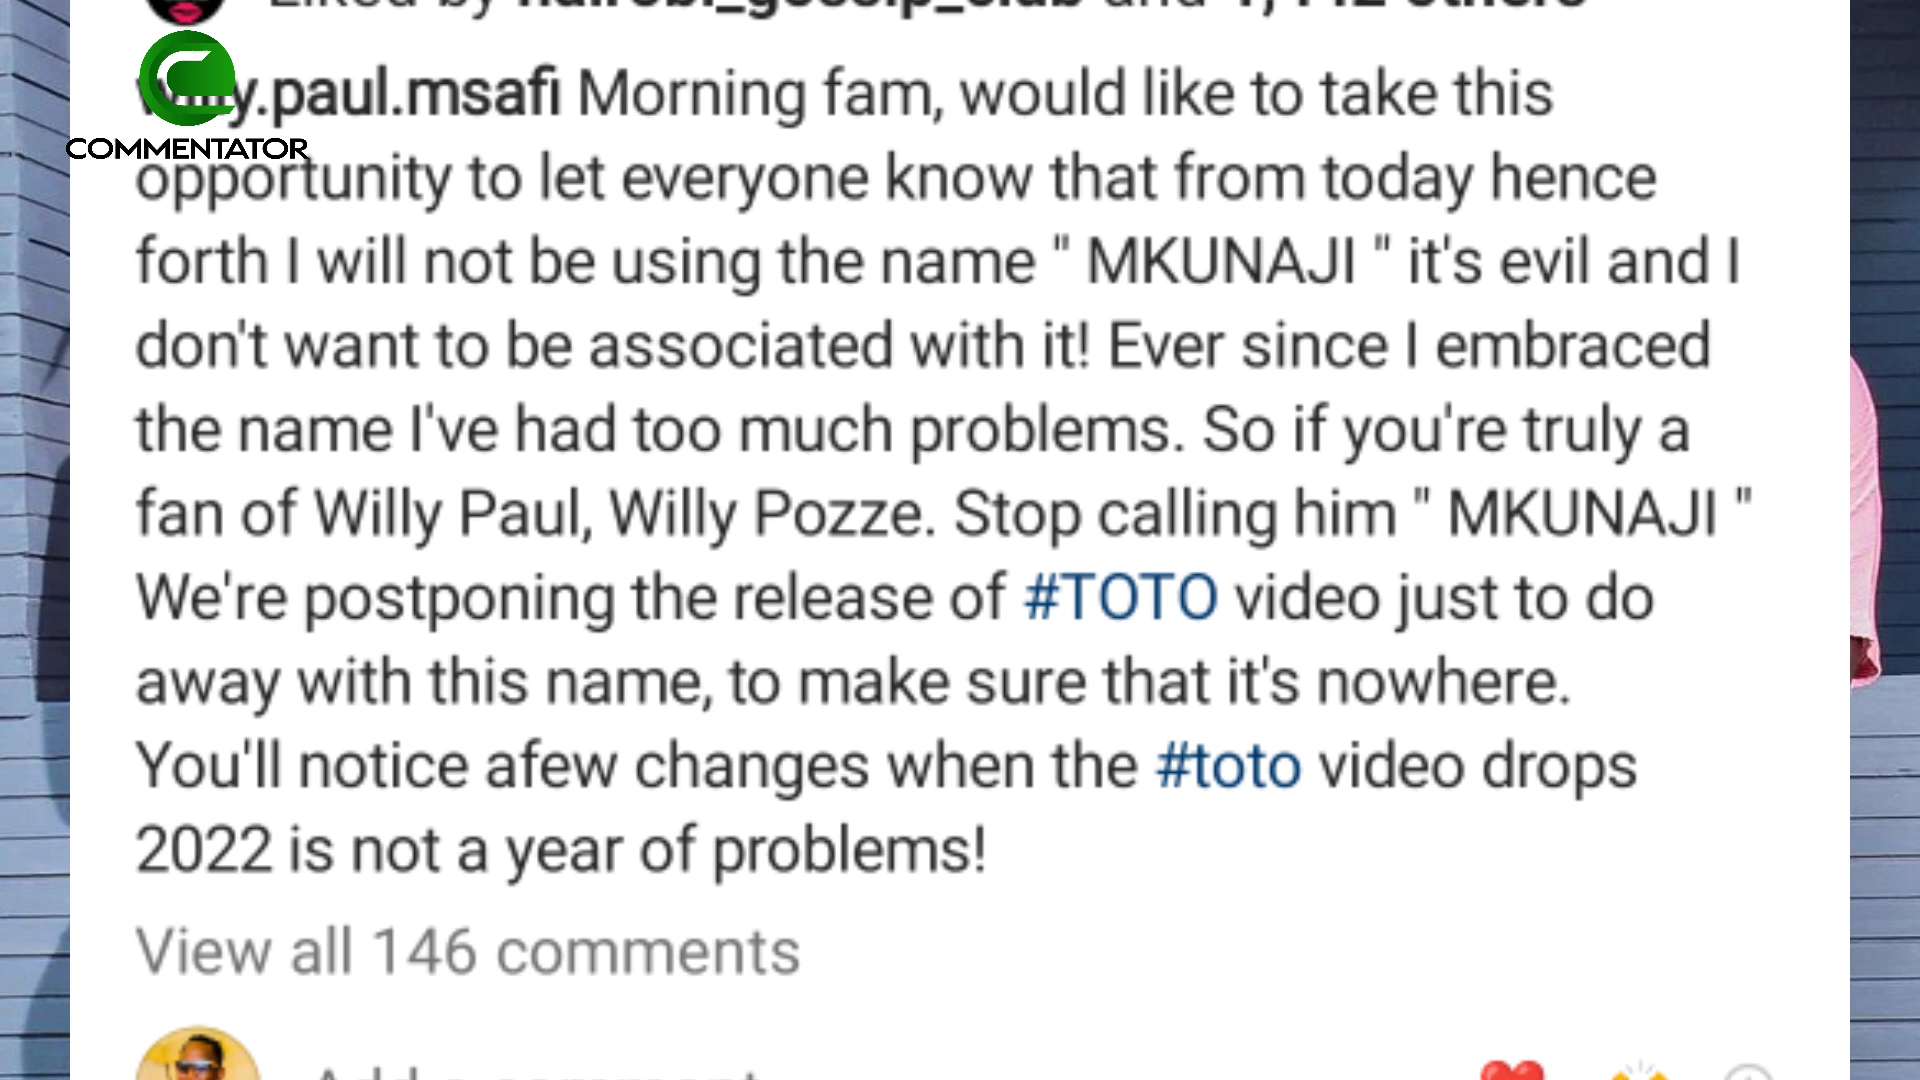 Liked by nairobi_gossip_club and 1,112 others
COMMENTATOR
y.paul.msafi Morning fam, would like to take this
opportunity to let everyone know that from today hence
forth I will not be using the name " MKUNAJI " it's evil and I
don't want to be associated with it! Ever since I embraced
the name I've had too much problems. So if you're truly a
fan of Willy Paul, Willy Pozze. Stop calling him " MKUNAJI "
We're postponing the release of #TOTO video just to do
away with this name, to make sure that it's nowhere.
You'll notice afew changes when the #toto video drops
2022 is not a year of problems!
View all 146 comments
Add a comment